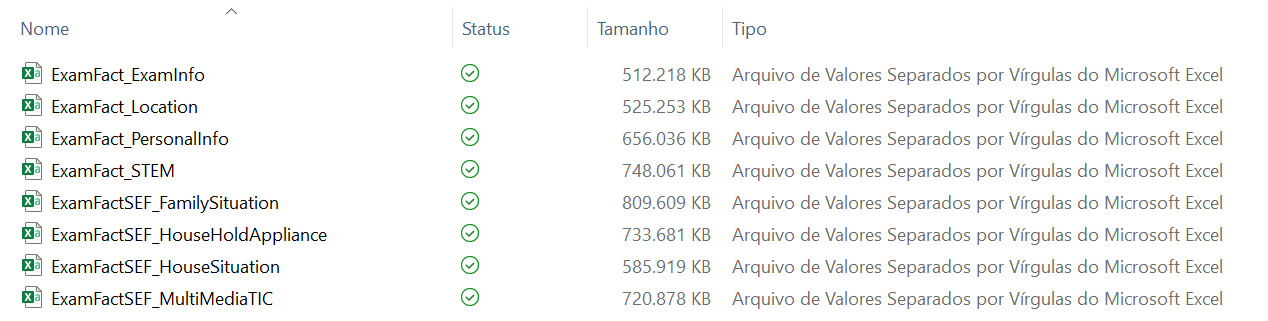 Nome Status Tamanho Tipo
ExamFact_ExamInfo 512.218 KB Arquivo de Valores Separados por Vírgulas do Microsoft Excel
ExamFact_Location 525.253 KB Arquivo de Valores Separados por Vírgulas do Microsoft Excel
ExamFact_PersonalInfo 656.036 KB Arquivo de Valores Separados por Vírgulas do Microsoft Excel
ExamFact_STEM 748.061 KB Arquivo de Valores Separados por Vírgulas do Microsoft Excel
ExamFactSEF_FamilySituation 809.609 KB Arquivo de Valores Separados por Vírgulas do Microsoft Excel
ExamFactSEF_HouseHoldAppliance 733.681 KB Arquivo de Valores Separados por Vírgulas do Microsoft Excel
ExamFactSEF_HouseSituation 585.919 KB Arquivo de Valores Separados por Vírgulas do Microsoft Excel
ExamFactSEF_MultiMediaTIC 720.878 KB Arquivo de Valores Separados por Vírgulas do Microsoft Excel